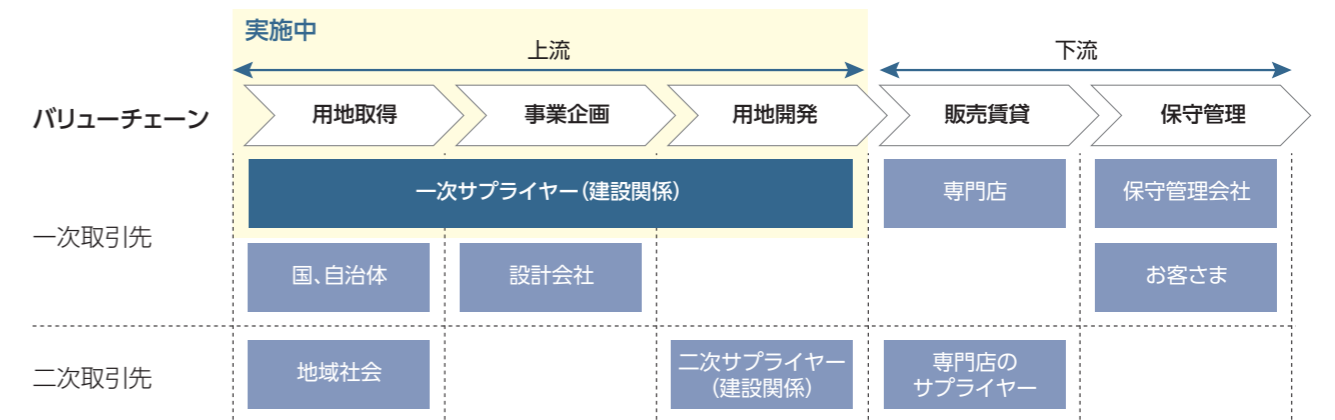 実施中
上流
下流
バリューチェーン
用地取得
事業企画
用地開発
販売賃貸
保守管理
一次取引先
一次サプライヤー（建設関係）
専門店
保守管理会社
国、自治体
設計会社
お客さま
二次取引先
地域社会
二次サプライヤー
（建設関係）
専門店の
サプライヤー